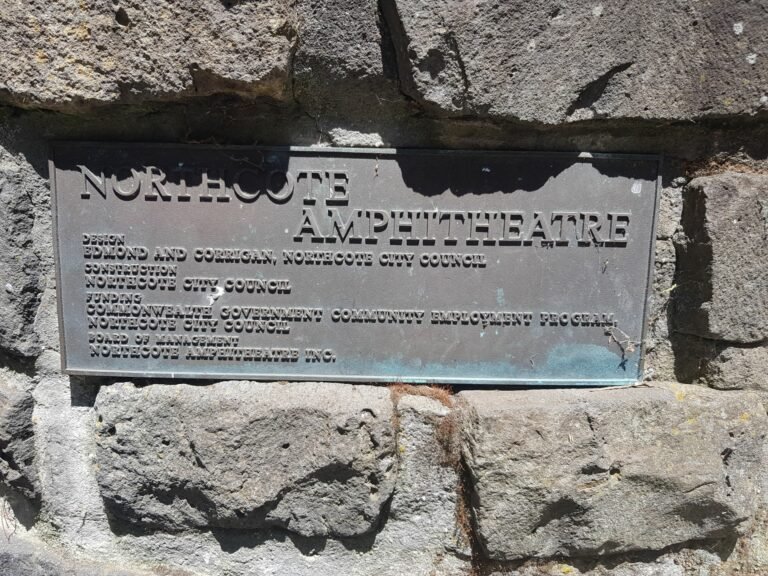 NORTHCOTE
AMPHITHEATRE
DESIGN
EDMOND AND CORRIGAN, NORTHCOTE CITY COUNCIL
CONSTRUCTION
NORTHCOTE CITY COUNCIL
FUNDING
COMMONWEALTH GOVERNMENT COMMUNITY EMPLOYMENT PROGRAM
NORTHCOTE CITY COUNCIL
BOARD OF MANAGEMENT
NORTHCOTE AMPHITHEATRE INC.